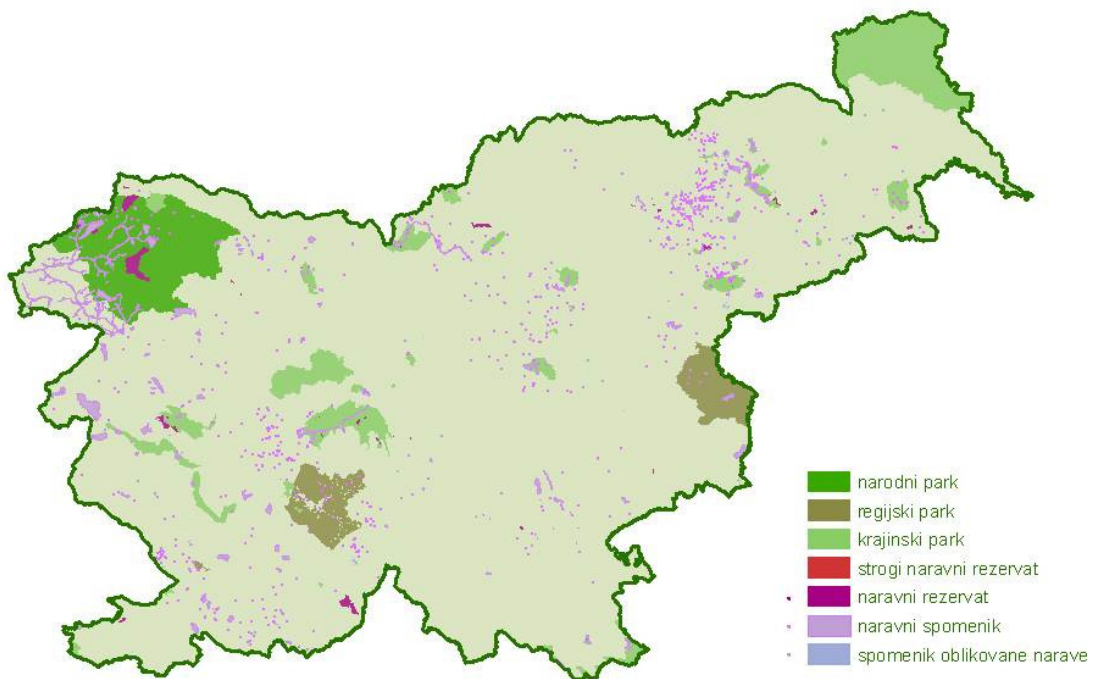 narodni park
regijski park
krajinski park
strogi naravni rezervat
naravni rezervat
naravni spomenik
spomenik oblikovane narave